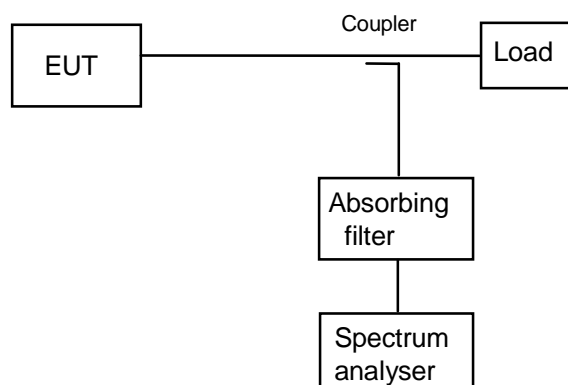 Coupler
EUT
Load
Absorbing
filter
Spectrum
analyser